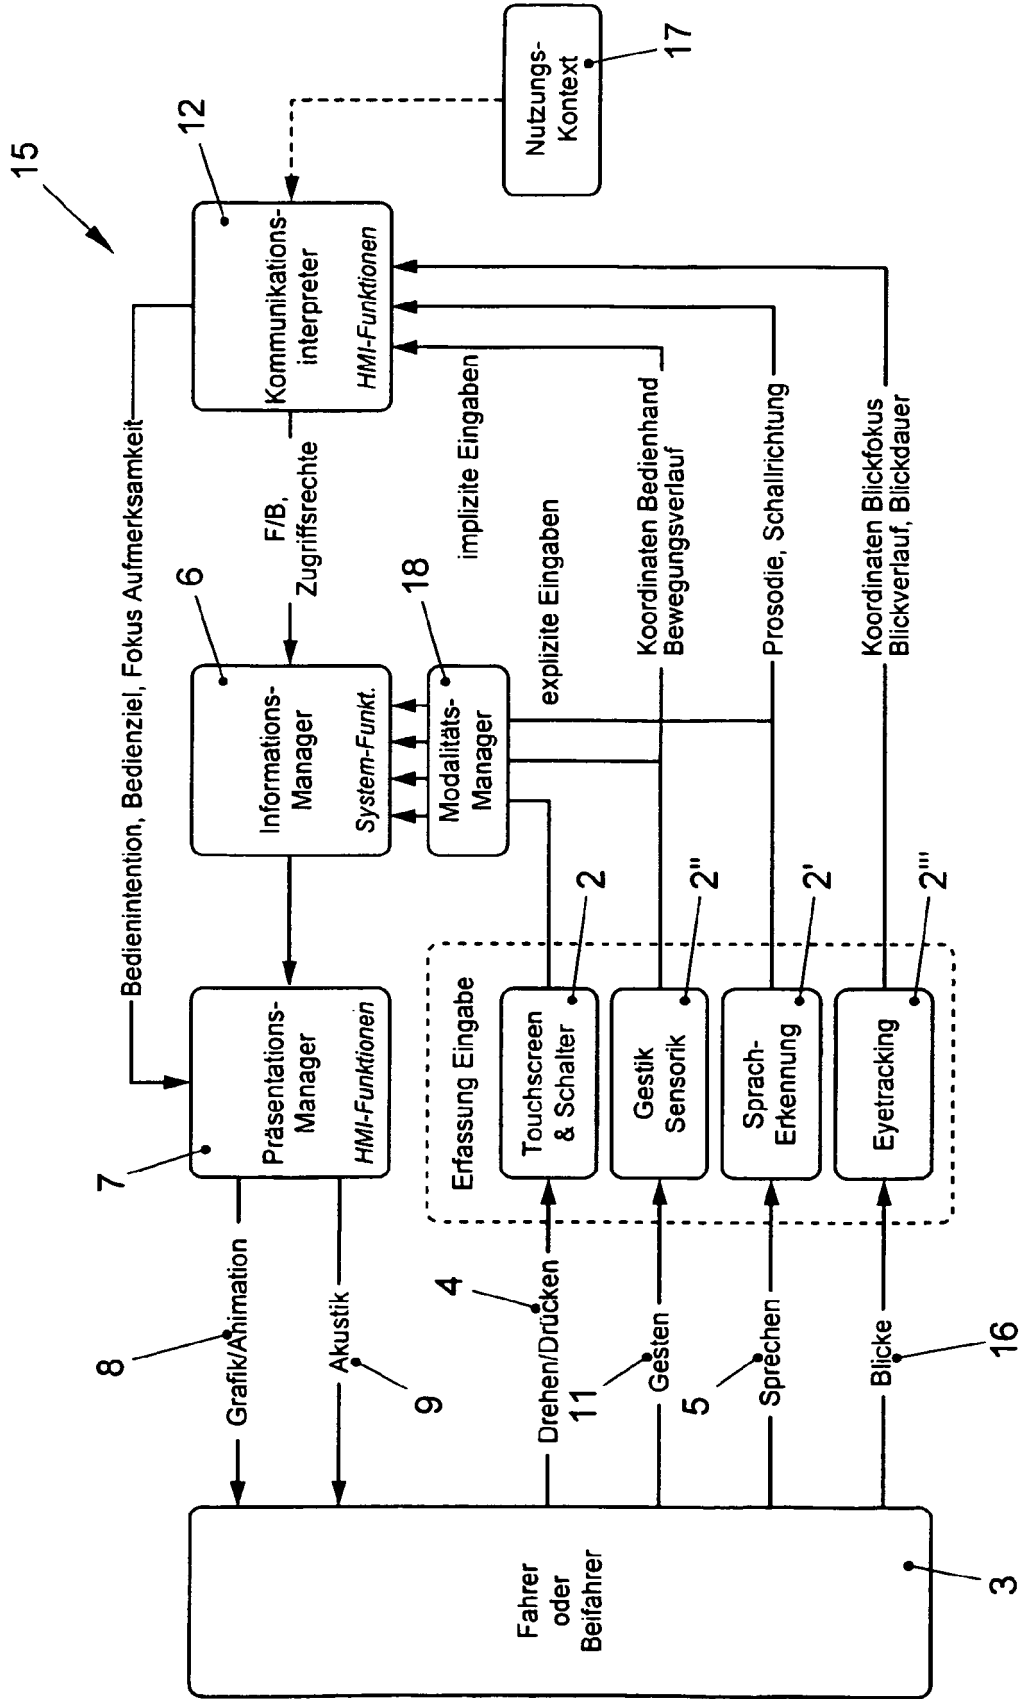 15
Bedienintention, Bedienziel, Fokus Aufmerksamkeit
7
Präsentations-
Manager
HMI-Funktionen
6
Informations-
Manager
System-Funkt.
F/B,
Zugriffsrechte
12
Kommunikations-
interpreter
HMI-Funktionen
Nutzungs-
Kontext
17
8
Grafik/Animation
Akustik
9
18
Modalitäts-
Manager
implizite Eingaben
explizite Eingaben
Fahrer
oder
Beifahrer
3
4
Drehen/Drücken
11
Gesten
5
Sprechen
Blicke
16
Erfassung Eingabe
Touchscreen
& Schalter
2
Gestik
Sensorik
2''
Sprach-
Erkennung
2'
Eyetracking
2'''
Koordinaten Bedienhand
Bewegungsverlauf
Prosodie, Schallrichtung
Koordinaten Blickfokus
Blickverlauf, Blickdauer